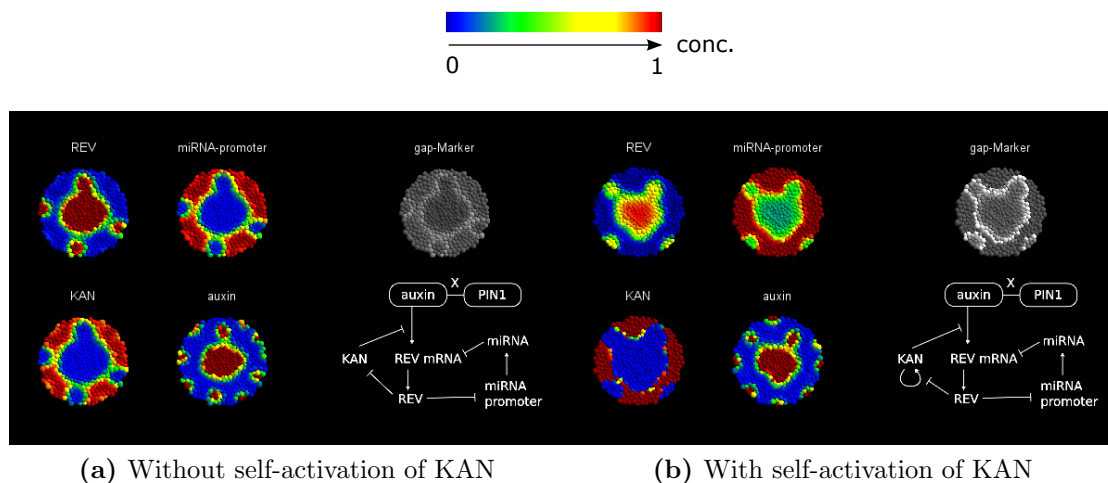 conc.
0 1
REV miRNA-promoter gap-Marker
KAN auxin
auxin X PIN1
KAN REV mRNA miRNA
REV miRNA
promoter
REV miRNA-promoter gap-Marker
KAN auxin
auxin X PIN1
KAN REV mRNA miRNA
REV miRNA
promoter
(a) Without self-activation of KAN
(b) With self-activation of KAN